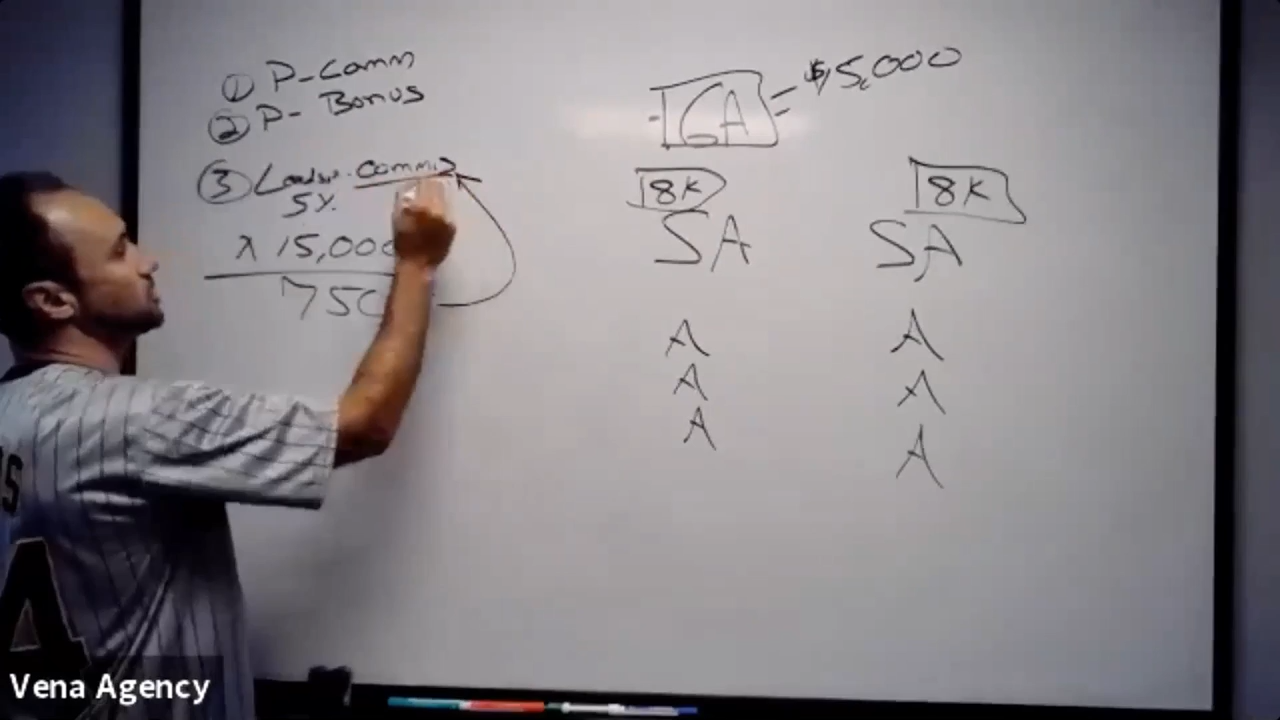 ① P-Comm
② P- Bonus
③ Leads. Comm.
5%
x 15,000
750
GA = $5,000
8K
8K
SA
SA
A
A
A
A
A
A
Vena Agency